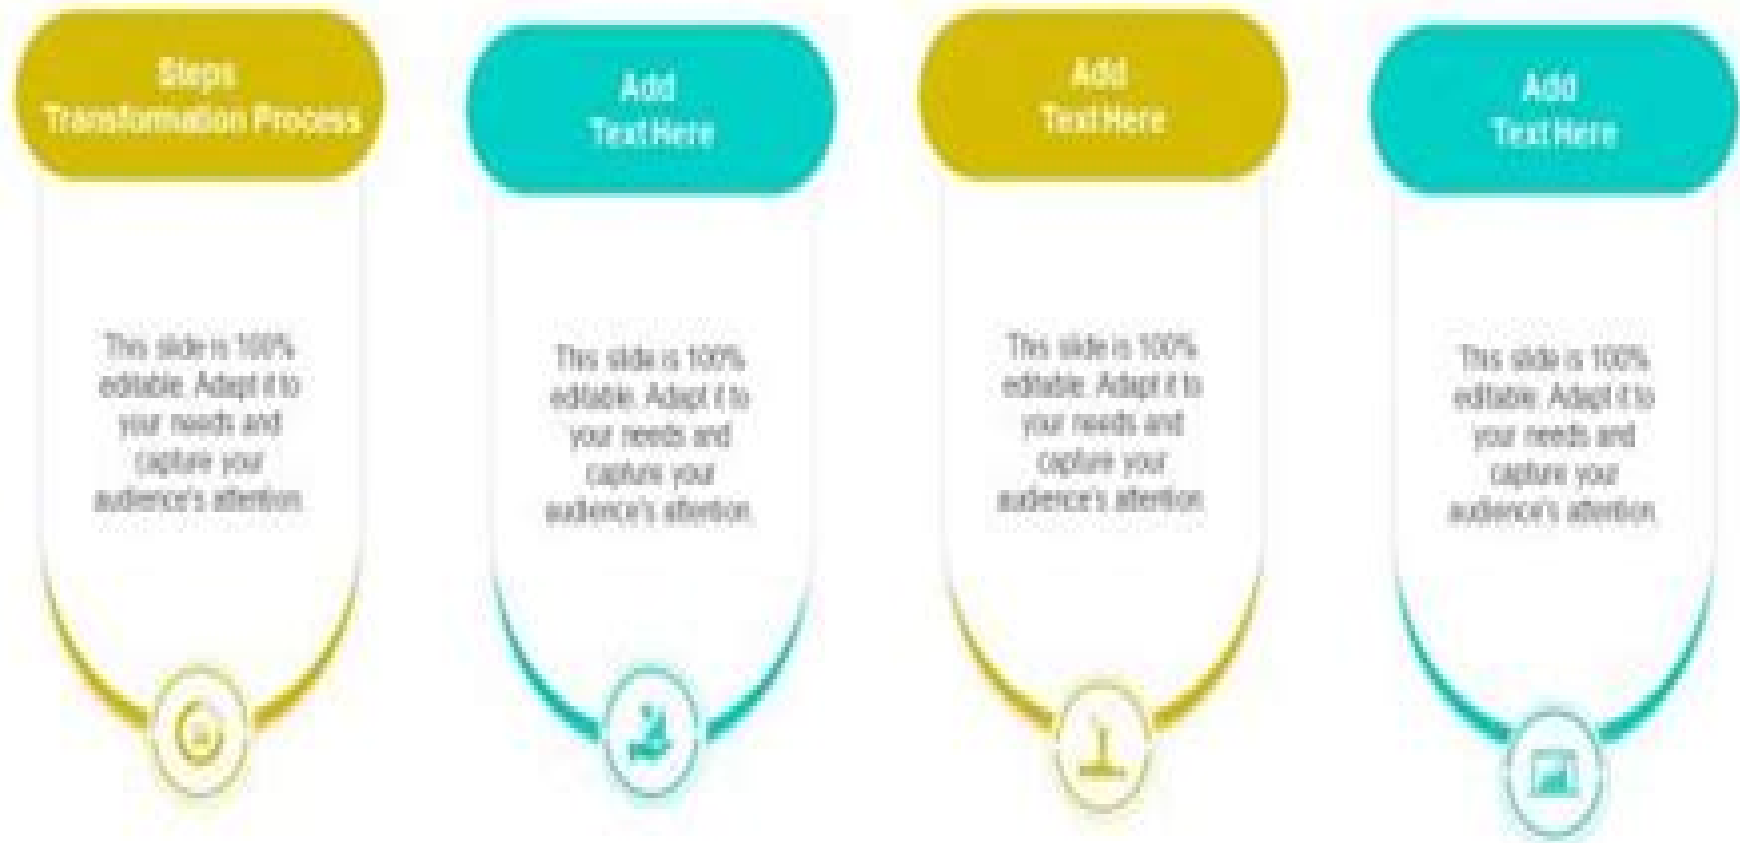 Steps
Transformation Process
This slide is 100%
editable. Adapt it to
your needs and
capture your
audience's attention.
Add
Text Here
This slide is 100%
editable. Adapt it to
your needs and
capture your
audience's attention.
Add
Text Here
This slide is 100%
editable. Adapt it to
your needs and
capture your
audience's attention.
Add
Text Here
This slide is 100%
editable. Adapt it to
your needs and
capture your
audience's attention.